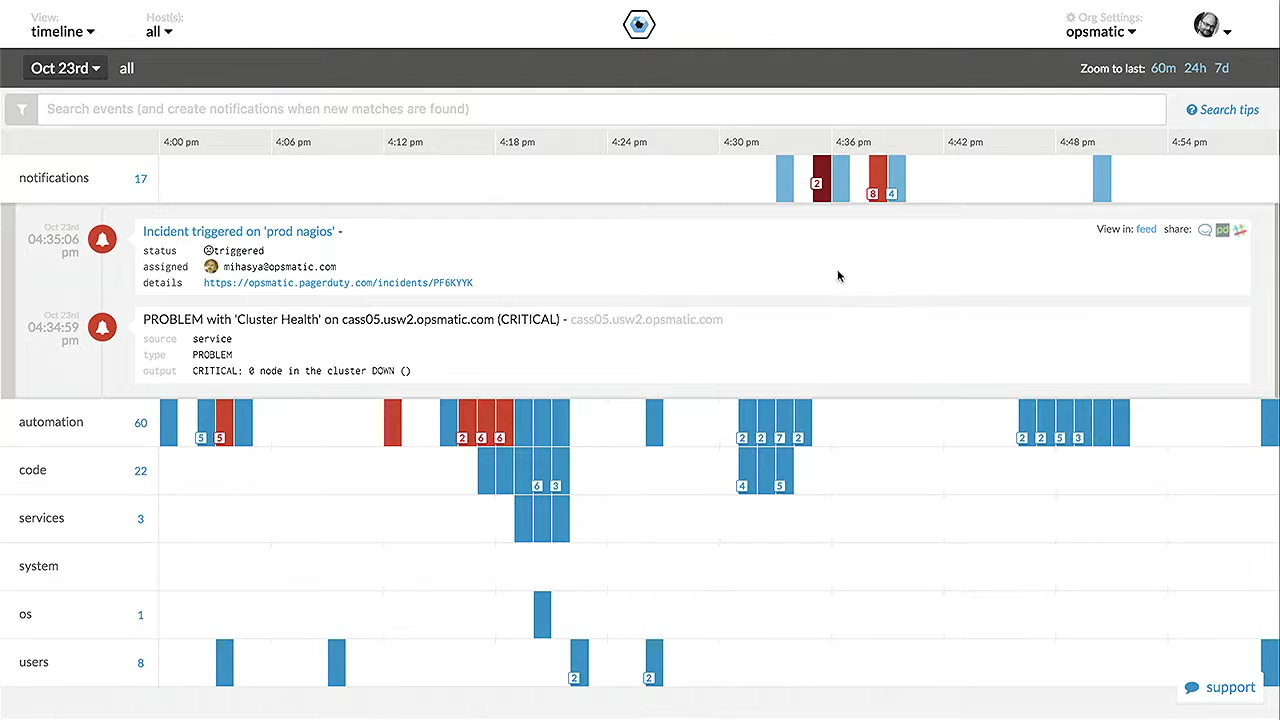 View:
timeline
Host(s):
all
Org Settings:
opsmatic
Oct 23rd
all
Zoom to last: 60m 24h 7d
Search events (and create notifications when new matches are found)
Search tips
4:00 pm 4:06 pm 4:12 pm 4:18 pm 4:24 pm 4:30 pm 4:36 pm 4:42 pm 4:48 pm 4:54 pm
notifications 17
2 8 4
Oct 23rd
04:35:06
pm
Incident triggered on 'prod nagios' -
View in: feed share: pd
status triggered
assigned mihasya@opsmatic.com
details https://opsmatic.pagerduty.com/incidents/PF6KYYK
Oct 23rd
04:34:59
pm
PROBLEM with 'Cluster Health' on cass05.usw2.opsmatic.com (CRITICAL) - cass05.usw2.opsmatic.com
source service
type PROBLEM
output CRITICAL: 0 node in the cluster DOWN ()
automation 60
5 5 2 6 6 2 2 7 2 2 2 5 3
code 22
6 3 4 5
services 3
system
os 1
users 8
2 2
support